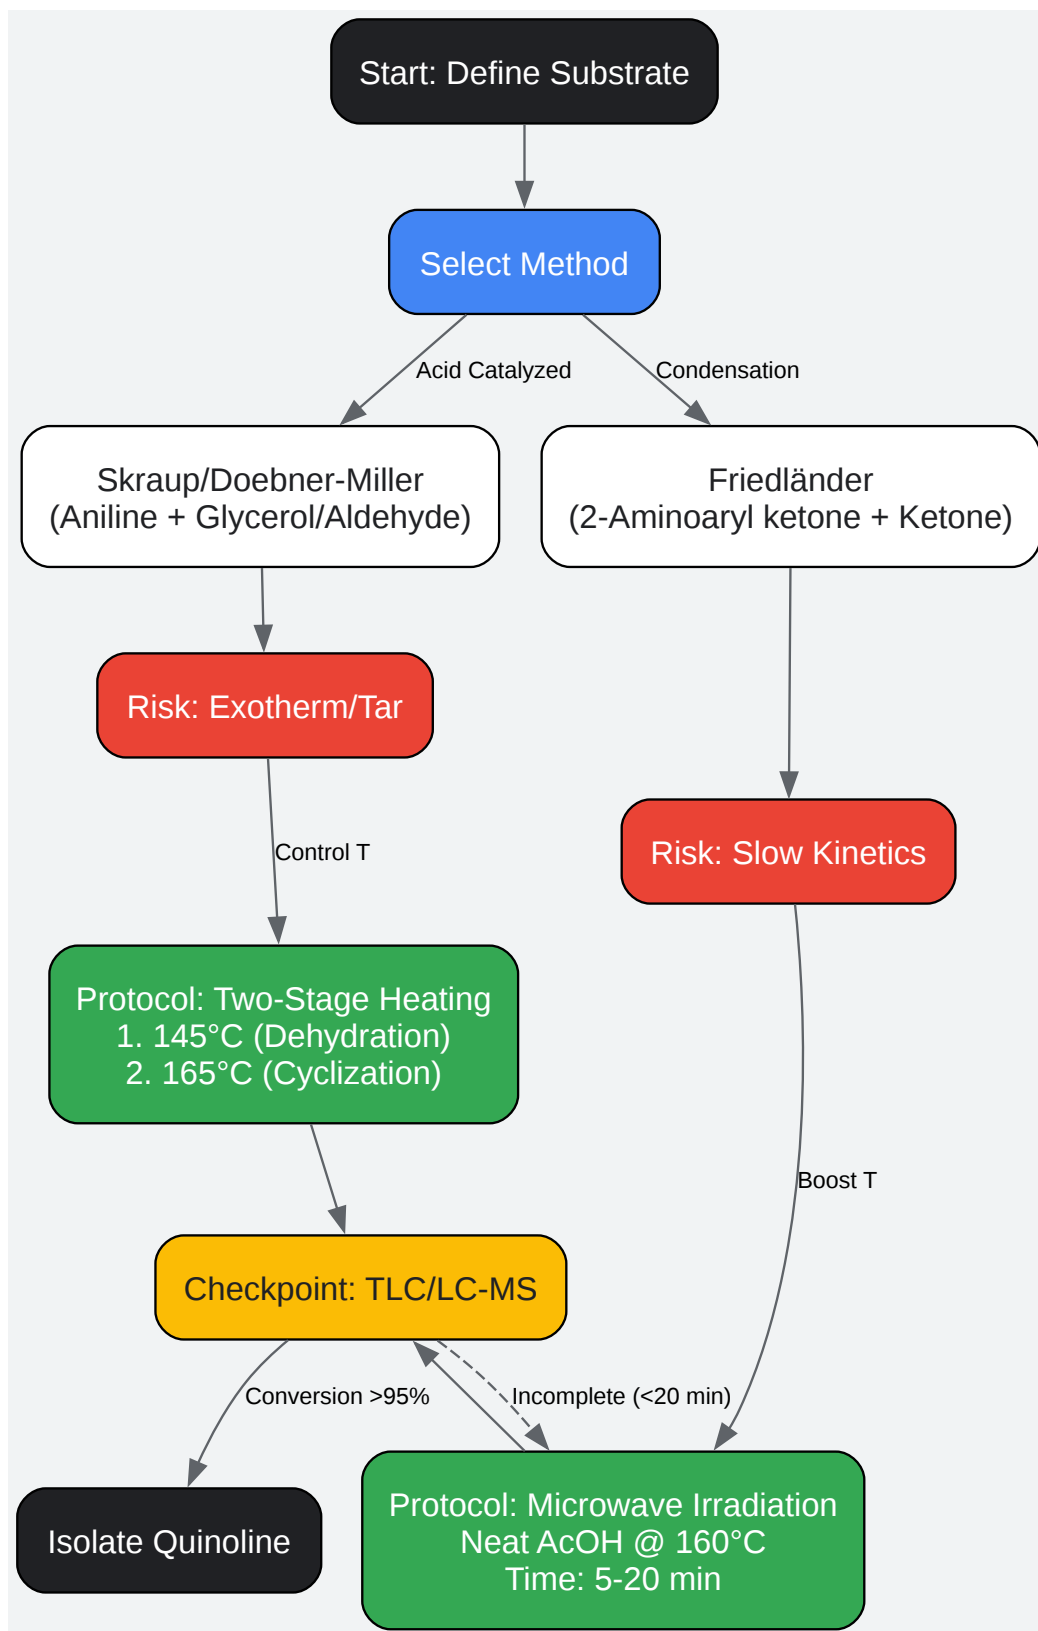 Start: Define Substrate
Select Method
Acid Catalyzed
Condensation
Skraup/Doebner-Miller
(Aniline + Glycerol/Aldehyde)
Friedländer
(2-Aminoaryl ketone + Ketone)
Risk: Exotherm/Tar
Risk: Slow Kinetics
Control T
Protocol: Two-Stage Heating
1. 145°C (Dehydration)
2. 165°C (Cyclization)
Boost T
Checkpoint: TLC/LC-MS
Conversion >95%
Incomplete (<20 min)
Isolate Quinoline
Protocol: Microwave Irradiation
Neat AcOH @ 160°C
Time: 5-20 min